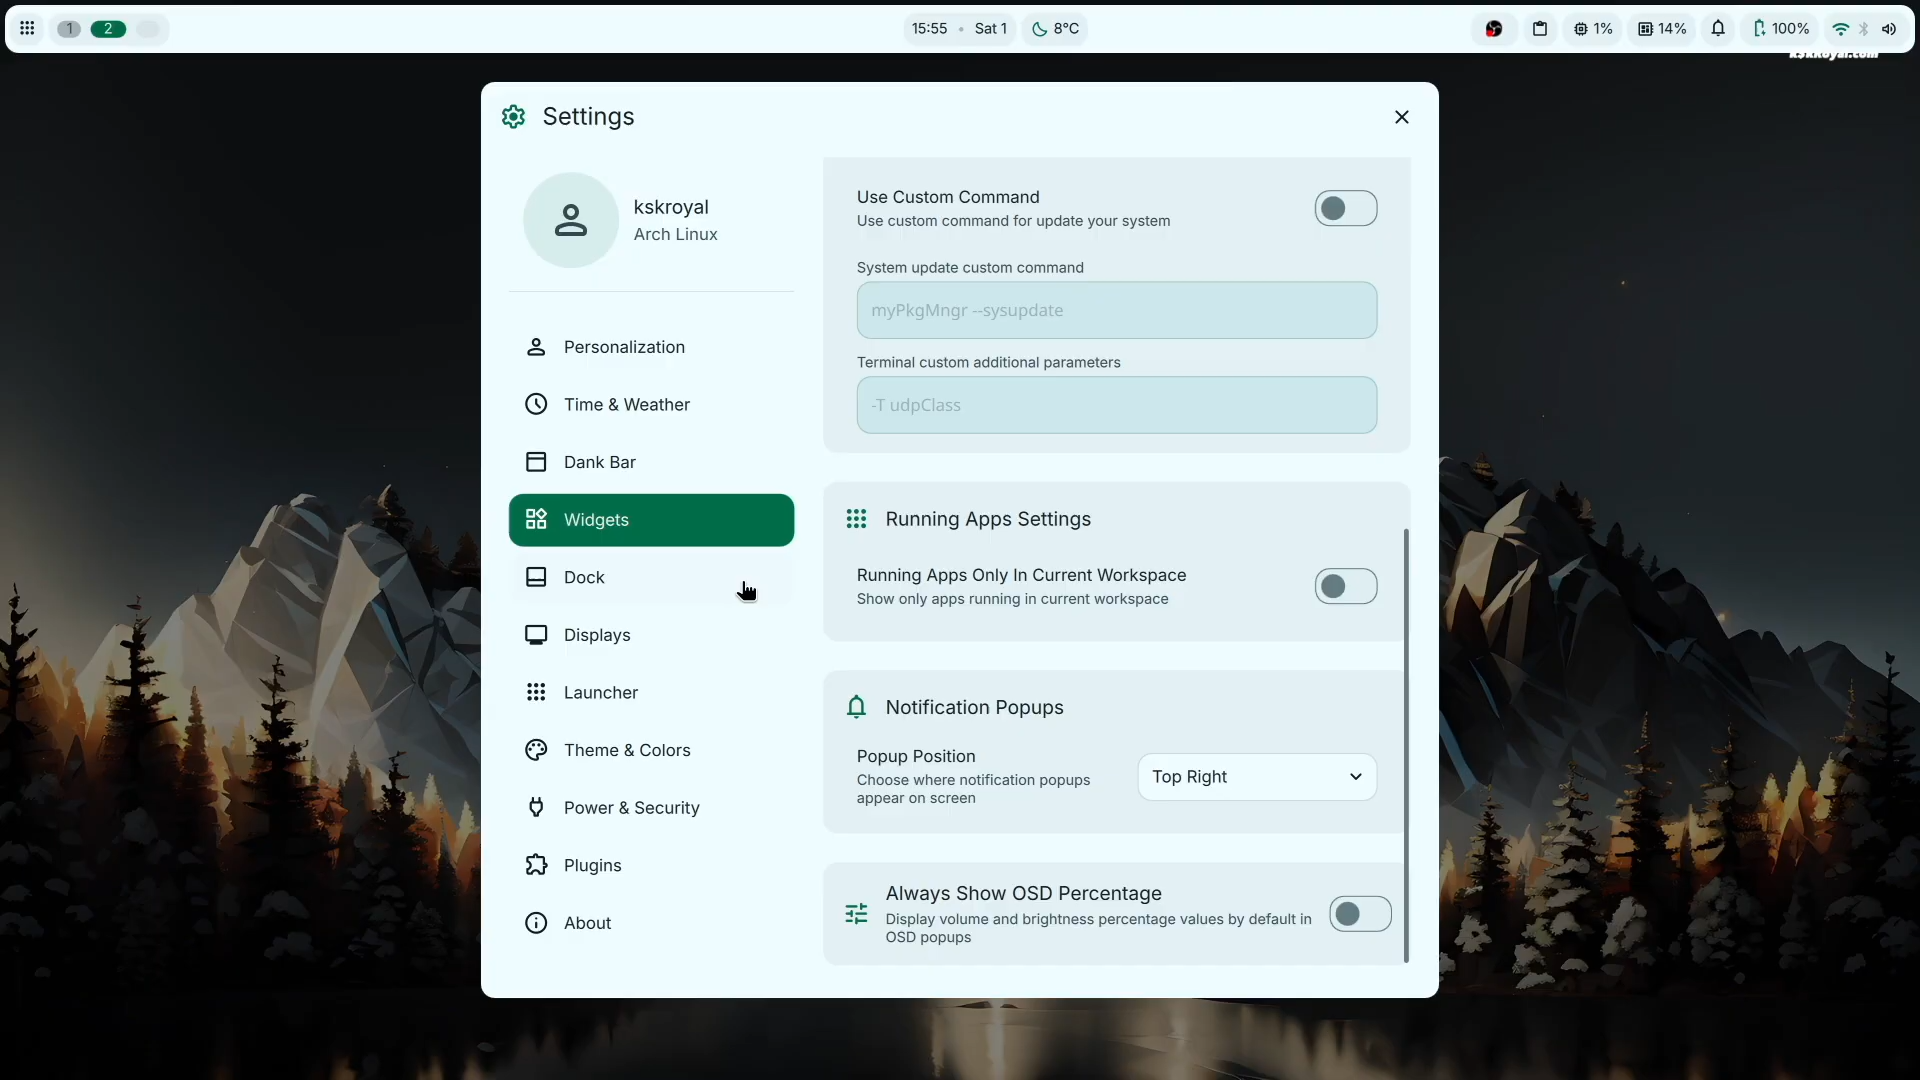 1
2
15:55 • Sat 1
8°C
1%
14%
100%
kskroyal.com
Settings
kskroyal
Arch Linux
Personalization
Time & Weather
Dank Bar
Widgets
Dock
Displays
Launcher
Theme & Colors
Power & Security
Plugins
About
Use Custom Command
Use custom command for update your system
System update custom command
myPkgMngr --sysupdate
Terminal custom additional parameters
-T udpClass
Running Apps Settings
Running Apps Only In Current Workspace
Show only apps running in current workspace
Notification Popups
Popup Position
Choose where notification popups
appear on screen
Top Right
Always Show OSD Percentage
Display volume and brightness percentage values by default in
OSD popups